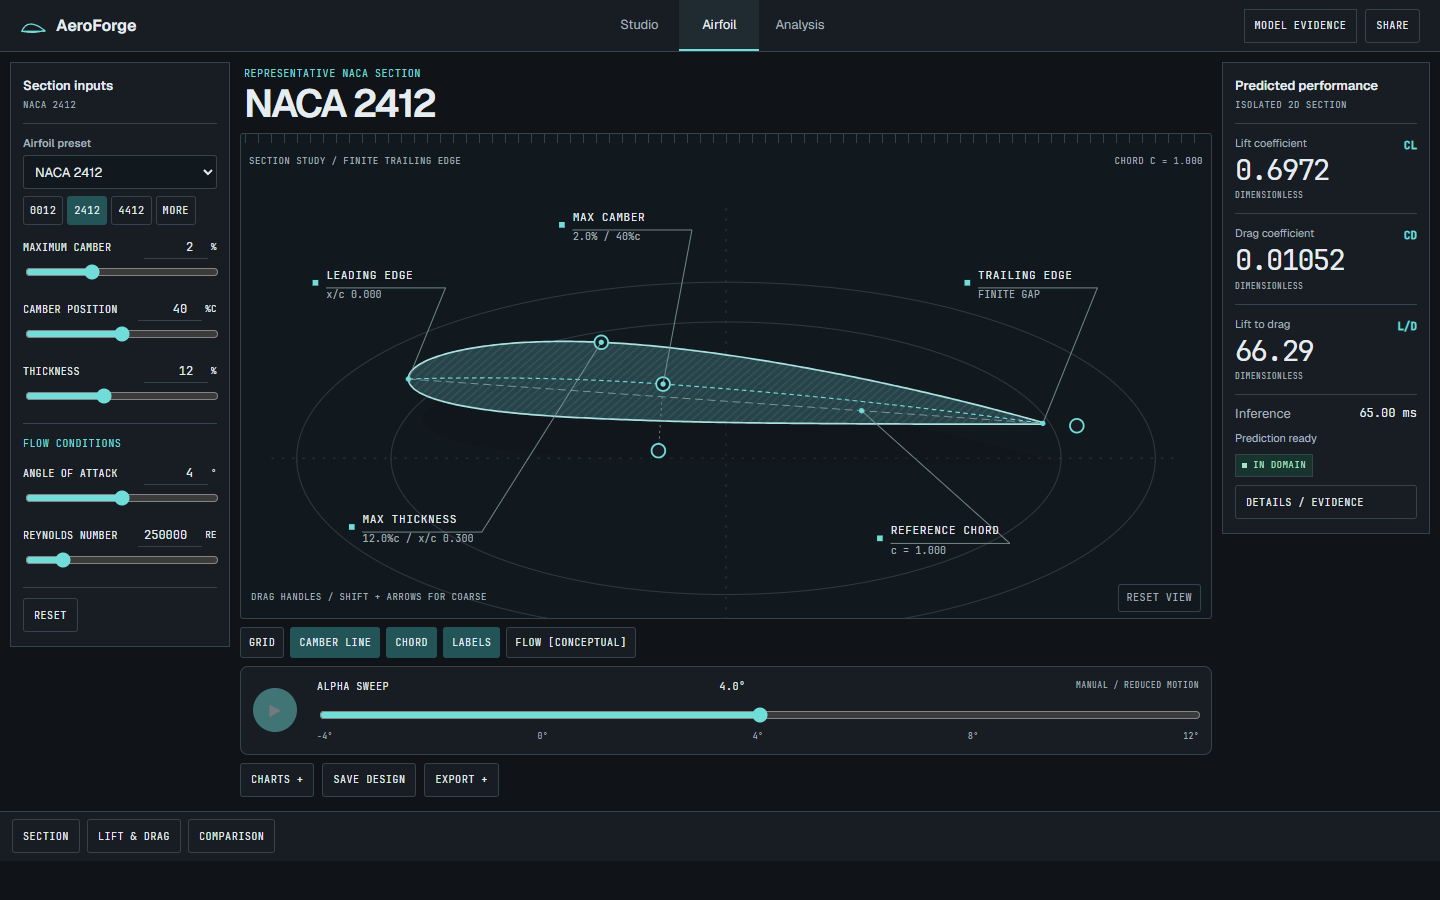 AeroForge
Studio
Airfoil
Analysis
MODEL EVIDENCE
SHARE
Section inputs
NACA 2412
Airfoil preset
NACA 2412
0012
2412
4412
MORE
MAXIMUM CAMBER 2 %
CAMBER POSITION 40 %C
THICKNESS 12 %
FLOW CONDITIONS
ANGLE OF ATTACK 4 °
REYNOLDS NUMBER 250000 RE
RESET
REPRESENTATIVE NACA SECTION
NACA 2412
SECTION STUDY / FINITE TRAILING EDGE
CHORD C = 1.000
MAX CAMBER
2.0% / 40%c
LEADING EDGE
x/c 0.000
TRAILING EDGE
FINITE GAP
MAX THICKNESS
12.0%c / x/c 0.300
REFERENCE CHORD
c = 1.000
DRAG HANDLES / SHIFT + ARROWS FOR COARSE
RESET VIEW
GRID
CAMBER LINE
CHORD
LABELS
FLOW [CONCEPTUAL]
ALPHA SWEEP
4.0°
MANUAL / REDUCED MOTION
-4°
0°
4°
8°
12°
CHARTS +
SAVE DESIGN
EXPORT +
Predicted performance
ISOLATED 2D SECTION
Lift coefficient CL
0.6972
DIMENSIONLESS
Drag coefficient CD
0.01052
DIMENSIONLESS
Lift to drag L/D
66.29
DIMENSIONLESS
Inference 65.00 ms
Prediction ready
IN DOMAIN
DETAILS / EVIDENCE
SECTION
LIFT & DRAG
COMPARISON